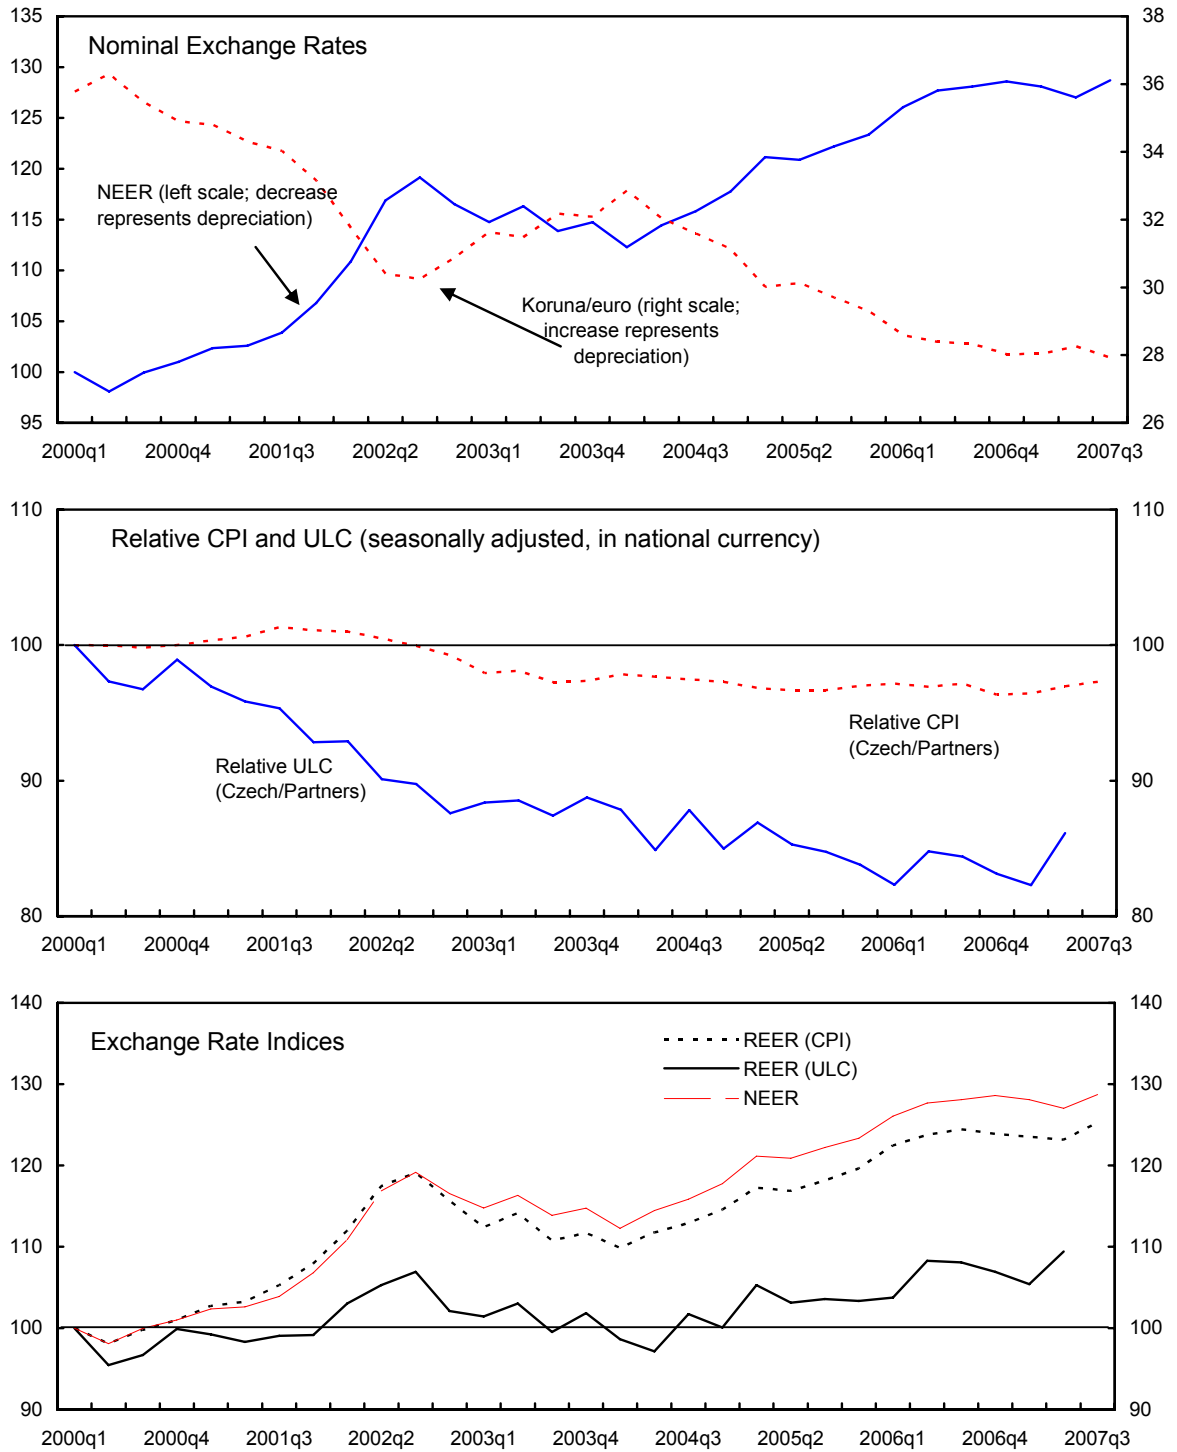 135
38
Nominal Exchange Rates
130
36
125
120
34
NEER (left scale; decrease
represents depreciation)
115
32
110
30
Koruna/euro (right scale;
increase represents
depreciation)
105
28
100
95
26
2000q1 2000q4 2001q3 2002q2 2003q1 2003q4 2004q3 2005q2 2006q1 2006q4 2007q3
110
110
Relative CPI and ULC (seasonally adjusted, in national currency)
100
100
Relative CPI
(Czech/Partners)
Relative ULC
(Czech/Partners)
90
90
80
80
2000q1 2000q4 2001q3 2002q2 2003q1 2003q4 2004q3 2005q2 2006q1 2006q4 2007q3
140
140
Exchange Rate Indices
REER (CPI)
REER (ULC)
NEER
130
130
120
120
110
110
100
100
90
90
2000q1 2000q4 2001q3 2002q2 2003q1 2003q4 2004q3 2005q2 2006q1 2006q4 2007q3